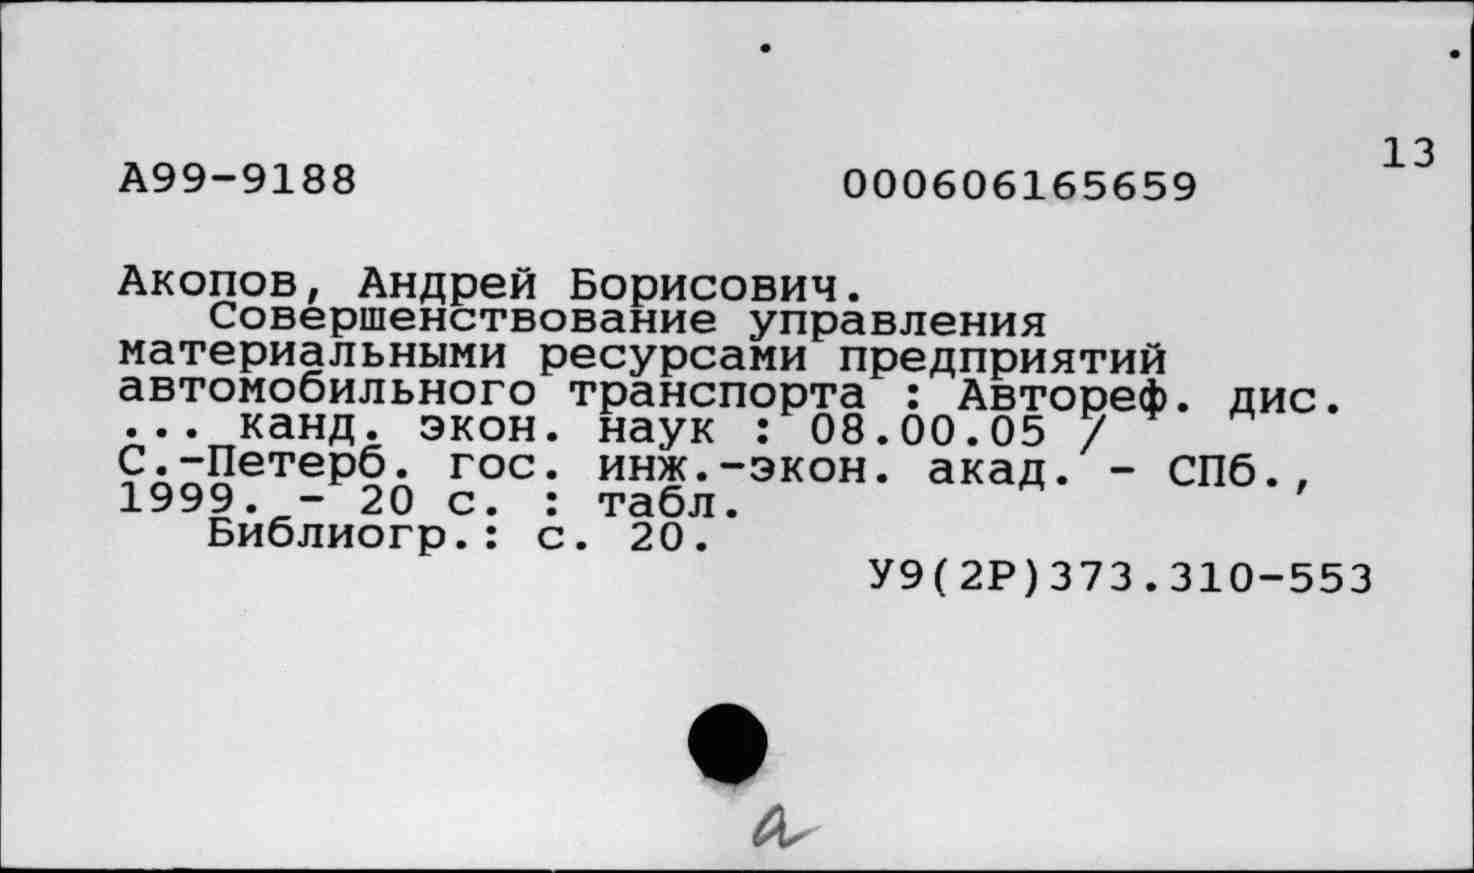 13
А99-9188 000606165659
Акопов, Андрей Борисович.
Совершенствование управления
материальными ресурсами предприятий
автомобильного транспорта : Автореф. дис.
... канд. экон. наук : 08.00.05 /
С.-Петерб. гос. инж.-экон. акад. - СПб.,
1999. - 20 с. : табл.
Библиогр.: с. 20.
У9(2Р)373.310-553
а